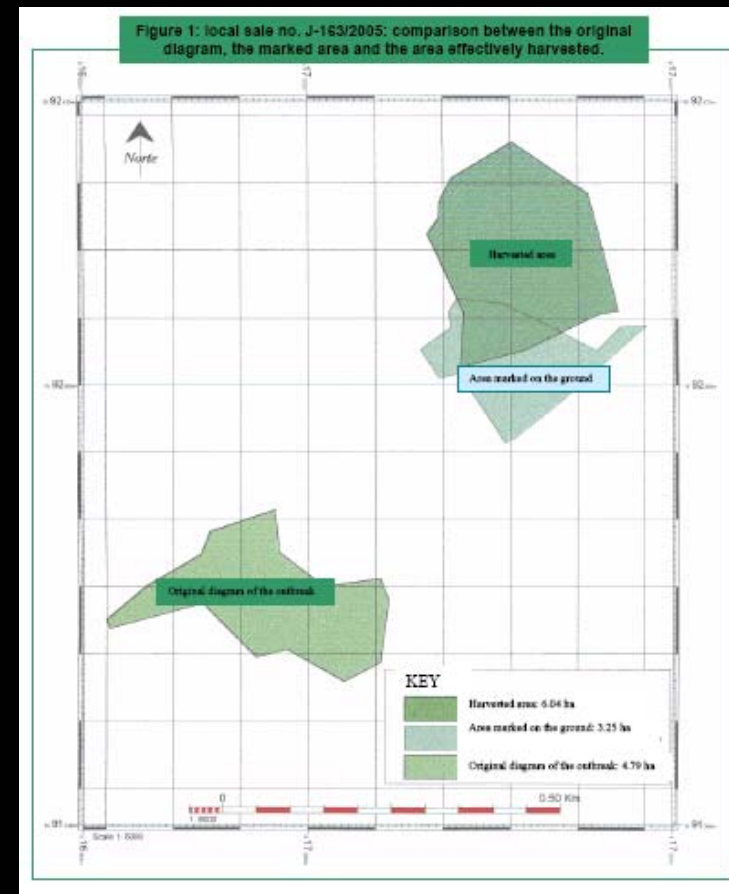 Figure 1: local sale no. J-163/2005: comparison between the original
diagram, the marked area and the area effectively harvested.
Norte
Harvested area
Area marked on the ground
Original diagram of the outbreak
KEY
Harvested area: 6.04 ha
Area marked on the ground: 3.25 ha
Original diagram of the outbreak: 4.79 ha
0
0.50 Km